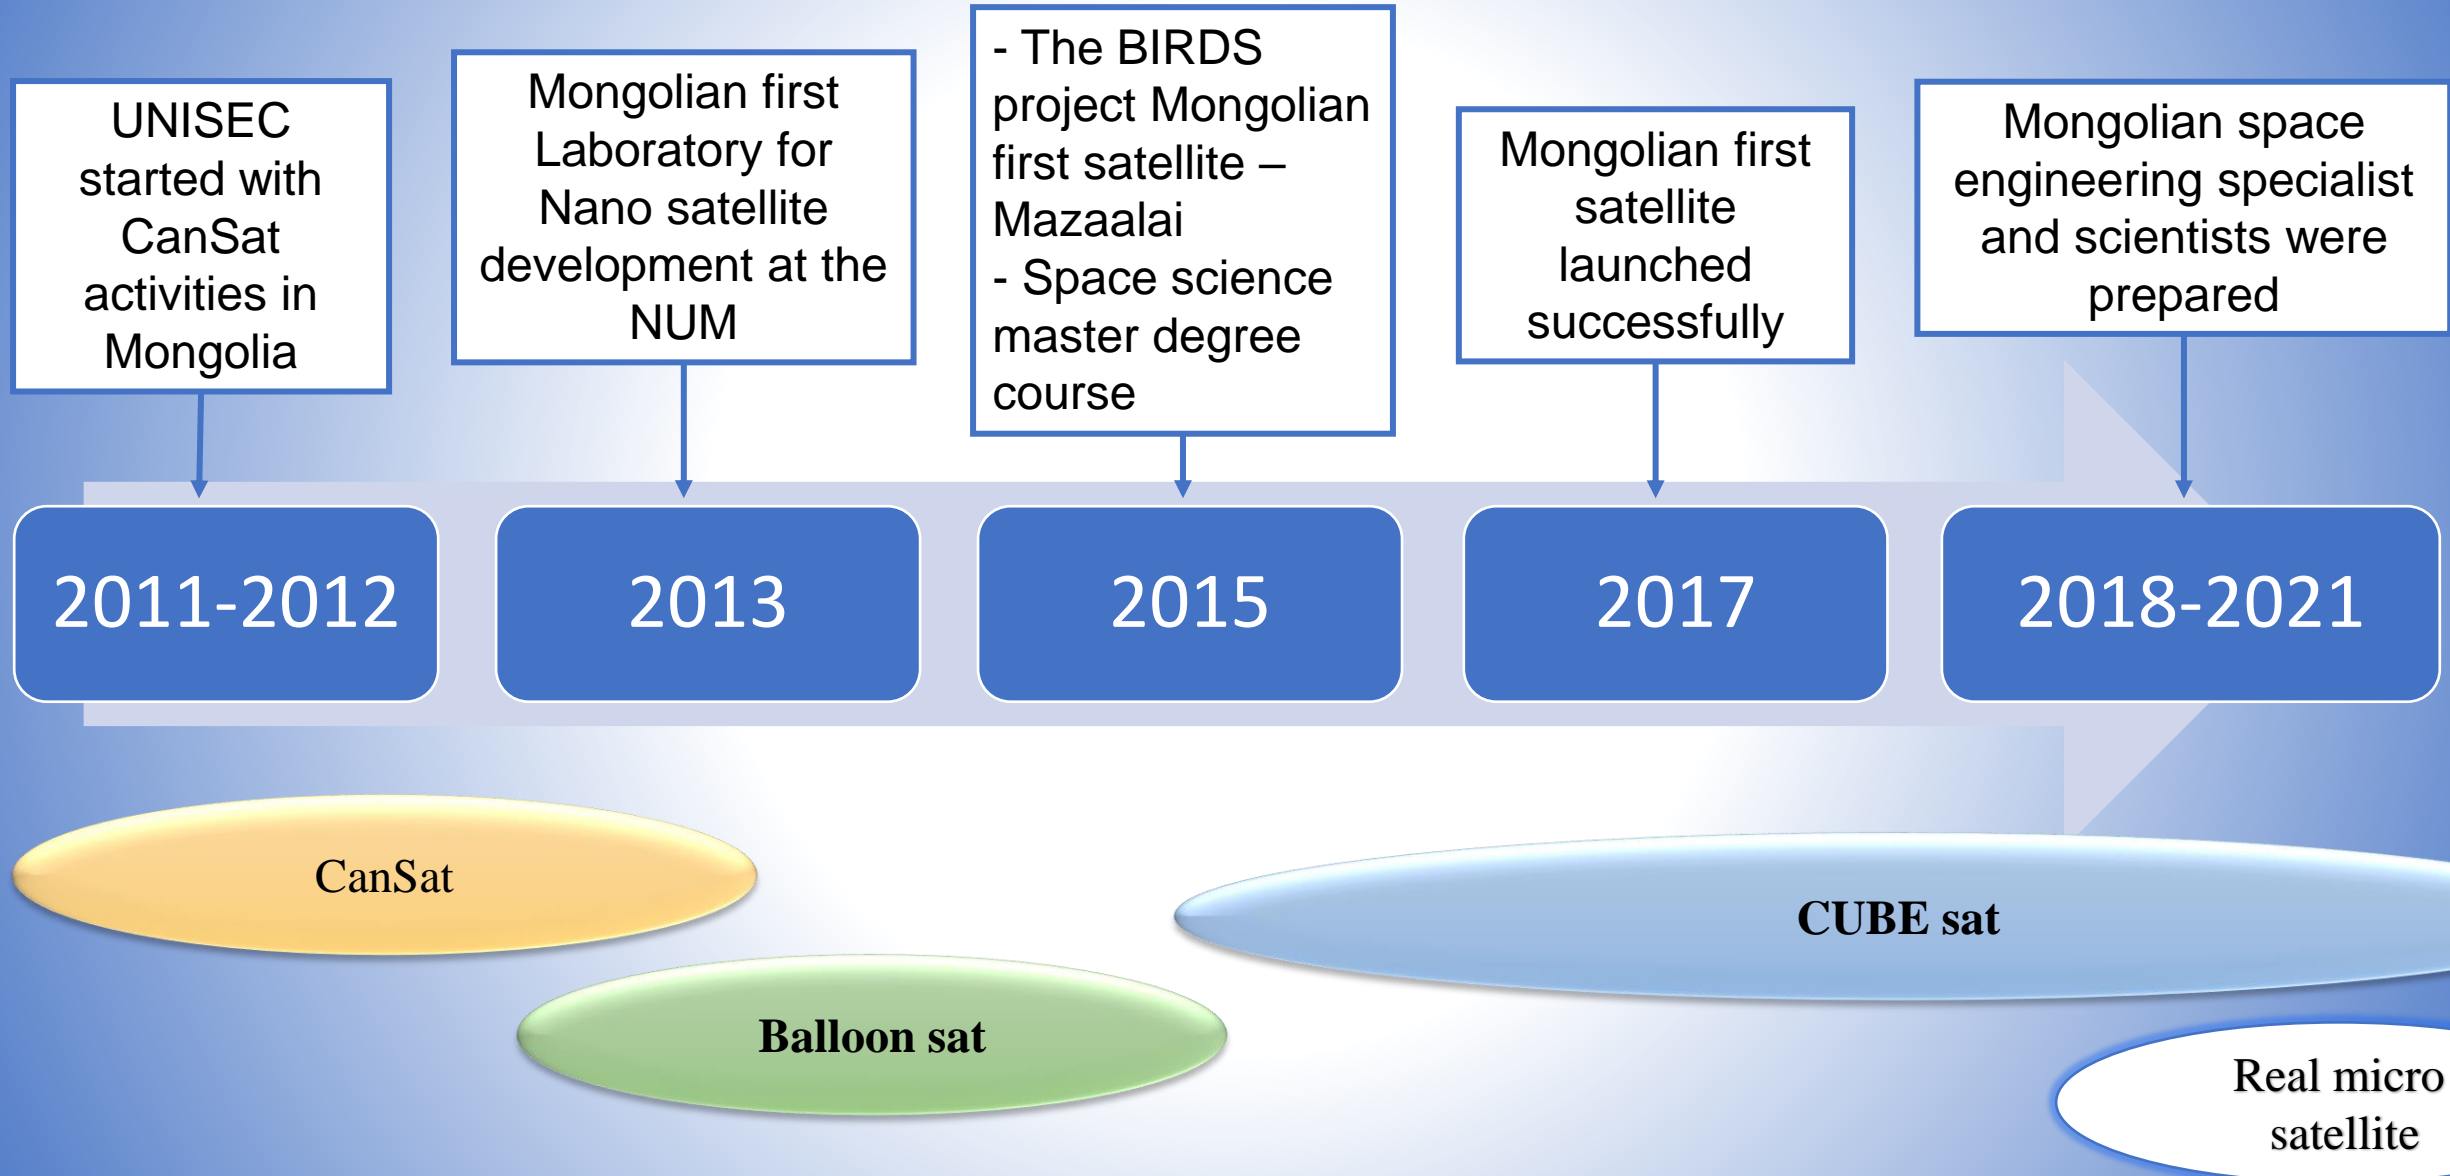 UNISEC
started with
CanSat
activities in
Mongolia
Mongolian first
Laboratory for
Nano satellite
development at the
NUM
- The BIRDS
project Mongolian
first satellite –
Mazaalai
- Space science
master degree
course
Mongolian first
satellite
launched
successfully
Mongolian space
engineering specialist
and scientists were
prepared
2011-2012
2013
2015
2017
2018-2021
CanSat
CUBE sat
Balloon sat
Real micro
satellite